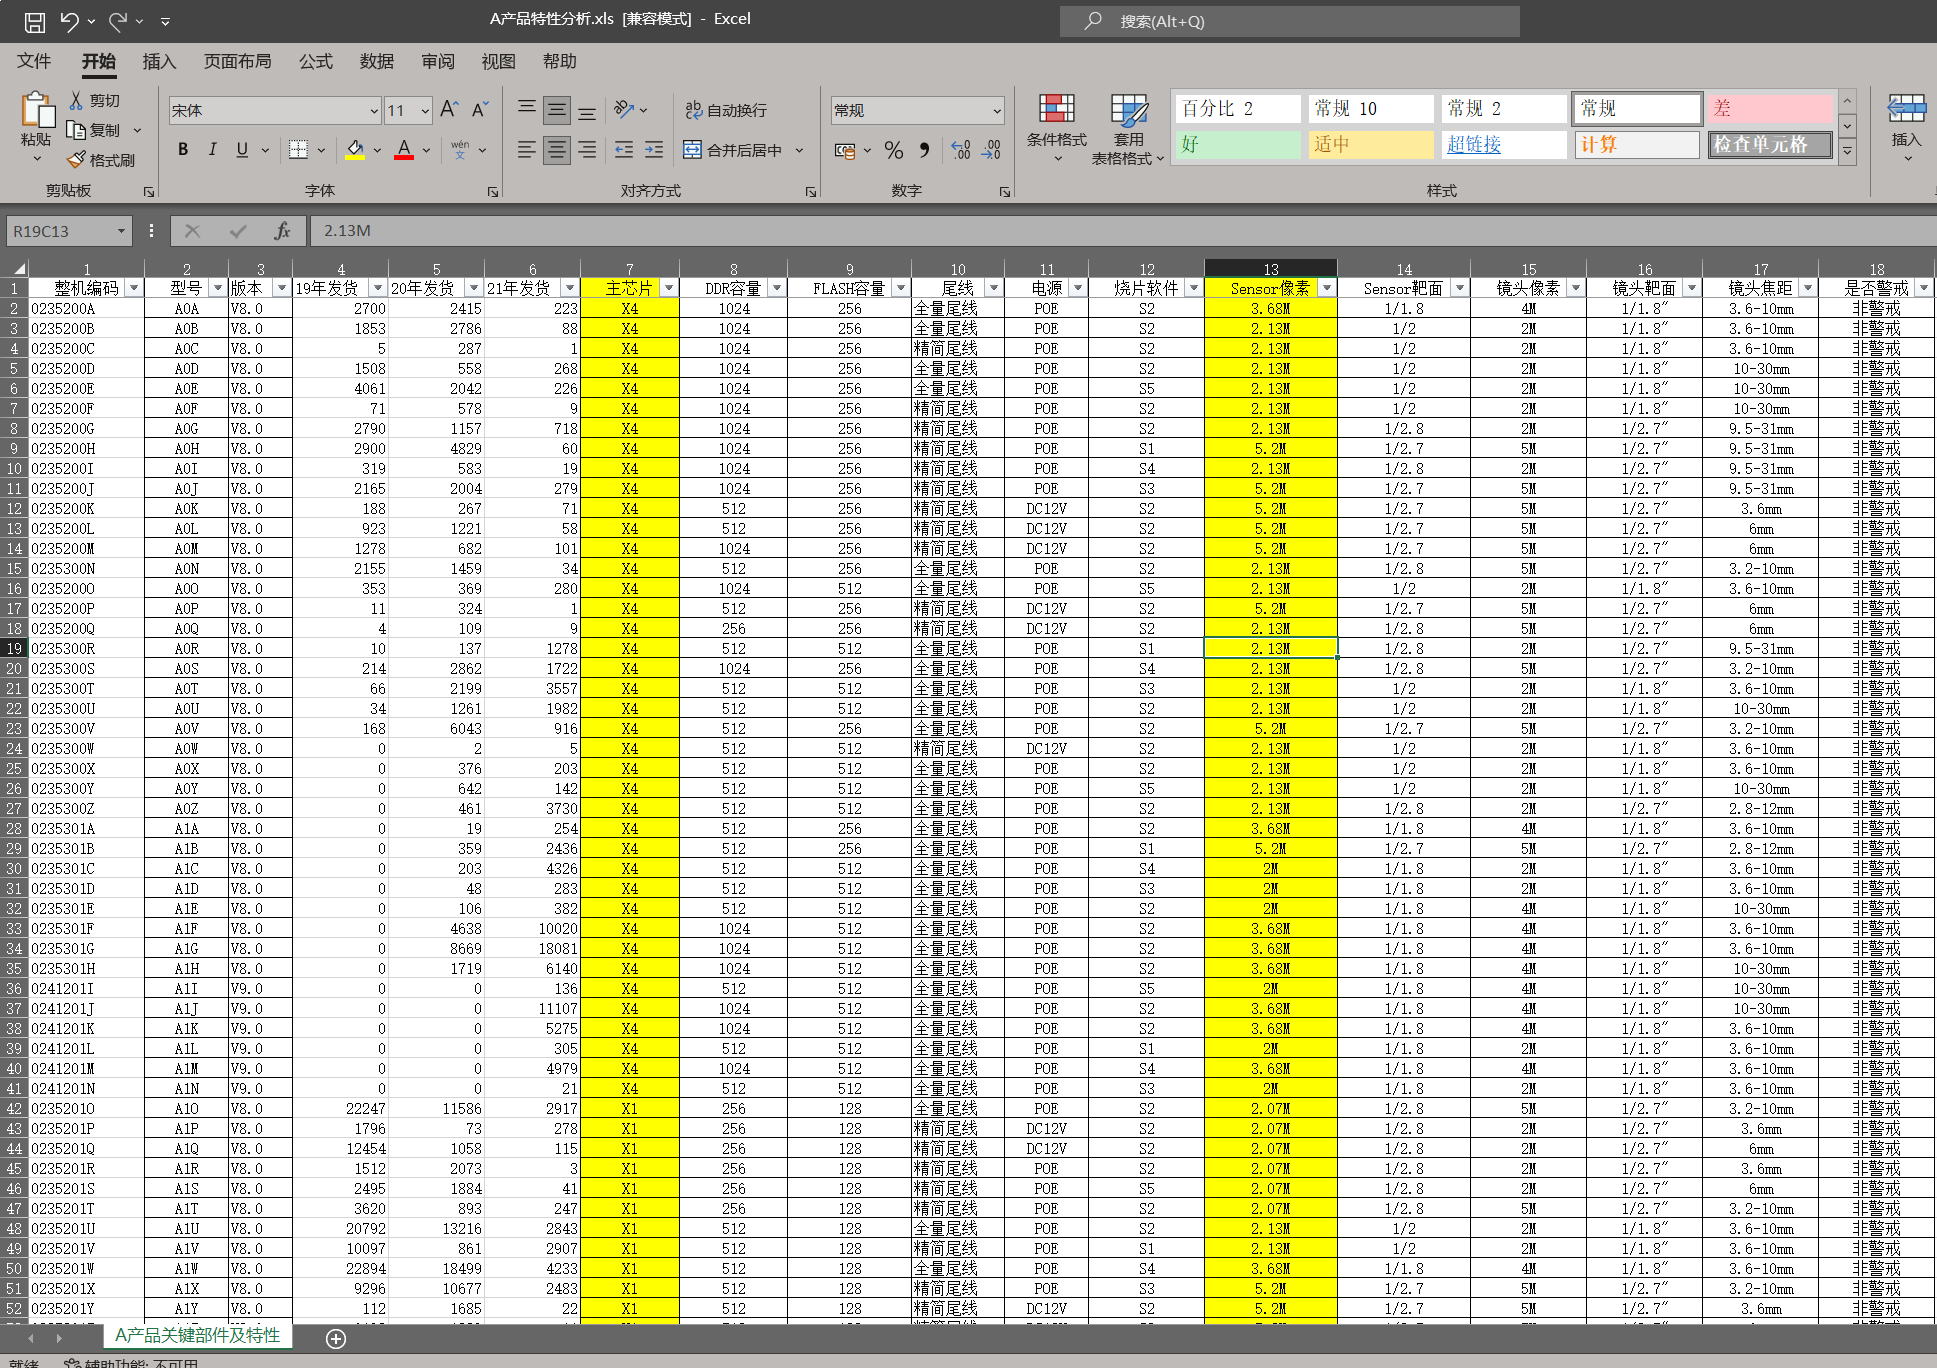 A产品特性分析.xls [兼容模式] - Excel
搜索(Alt+Q)
文件 开始 插入 页面布局 公式 数据 审阅 视图 帮助
粘贴 剪切 复制 格式刷 剪贴板
宋体 11 A A B I U A wén 文 字体
ab 自动换行 合并后居中 对齐方式
常规 % 数字
条件格式 套用表格格式
百分比 2 常规 10 常规 2 常规 差
好 适中 超链接 计算 检查单元格
样式
插入
R19C13 fx 2.13M
1 2 3 4 5 6 7 8 9 10 11 12 13 14 15 16 17 18
1 整机编码 型号 版本 19年发货 20年发货 21年发货 主芯片 DDR容量 FLASH容量 尾线 电源 烧片软件 Sensor像素 Sensor靶面 镜头像素 镜头靶面 镜头焦距 是否警戒
2 0235200A A0A V8.0 2700 2415 223 X4 1024 256 全量尾线 POE S2 3.68M 1/1.8 4M 1/1.8" 3.6-10mm 非警戒
3 0235200B A0B V8.0 1853 2786 88 X4 1024 256 全量尾线 POE S2 2.13M 1/2 2M 1/1.8" 3.6-10mm 非警戒
4 0235200C A0C V8.0 5 287 1 X4 1024 256 精简尾线 POE S2 2.13M 1/2 2M 1/1.8" 3.6-10mm 非警戒
5 0235200D A0D V8.0 1508 558 268 X4 1024 256 全量尾线 POE S2 2.13M 1/2 2M 1/1.8" 10-30mm 非警戒
6 0235200E A0E V8.0 4061 2042 226 X4 1024 256 全量尾线 POE S5 2.13M 1/2 2M 1/1.8" 10-30mm 非警戒
7 0235200F A0F V8.0 71 578 9 X4 1024 256 精简尾线 POE S2 2.13M 1/2 2M 1/1.8" 10-30mm 非警戒
8 0235200G A0G V8.0 2790 1157 718 X4 1024 256 精简尾线 POE S2 2.13M 1/2.8 2M 1/2.7" 9.5-31mm 非警戒
9 0235200H A0H V8.0 2900 4829 60 X4 1024 256 精简尾线 POE S1 5.2M 1/2.7 5M 1/2.7" 9.5-31mm 非警戒
10 0235200I A0I V8.0 319 583 19 X4 1024 256 精简尾线 POE S4 2.13M 1/2.8 2M 1/2.7" 9.5-31mm 非警戒
11 0235200J A0J V8.0 2165 2004 279 X4 1024 256 精简尾线 POE S3 5.2M 1/2.7 5M 1/2.7" 9.5-31mm 非警戒
12 0235200K A0K V8.0 188 267 71 X4 512 256 精简尾线 DC12V S2 5.2M 1/2.7 5M 1/2.7" 3.6mm 非警戒
13 0235200L A0L V8.0 923 1221 58 X4 512 256 精简尾线 DC12V S2 5.2M 1/2.7 5M 1/2.7" 6mm 非警戒
14 0235200M A0M V8.0 1278 682 101 X4 1024 256 精简尾线 DC12V S2 5.2M 1/2.7 5M 1/2.7" 6mm 非警戒
15 0235300N A0N V8.0 2155 1459 34 X4 512 256 全量尾线 POE S2 2.13M 1/2.8 5M 1/2.7" 3.2-10mm 非警戒
16 0235200O A0O V8.0 353 369 280 X4 1024 512 全量尾线 POE S5 2.13M 1/2 2M 1/1.8" 3.6-10mm 非警戒
17 0235200P A0P V8.0 11 324 1 X4 512 256 精简尾线 DC12V S2 5.2M 1/2.7 5M 1/2.7" 6mm 非警戒
18 0235200Q A0Q V8.0 4 109 9 X4 256 256 精简尾线 DC12V S2 2.13M 1/2.8 5M 1/2.7" 6mm 非警戒
19 0235300R A0R V8.0 10 137 1278 X4 512 256 全量尾线 POE S1 2.13M 1/2.8 2M 1/2.7" 9.5-31mm 非警戒
20 0235300S A0S V8.0 214 2862 1722 X4 1024 256 全量尾线 POE S4 2.13M 1/2.8 5M 1/2.7" 3.2-10mm 非警戒
21 0235300T A0T V8.0 66 2199 3557 X4 512 512 全量尾线 POE S3 2.13M 1/2 2M 1/1.8" 3.6-10mm 非警戒
22 0235300U A0U V8.0 34 1261 1982 X4 512 512 全量尾线 POE S2 2.13M 1/2 2M 1/1.8" 10-30mm 非警戒
23 0235300V A0V V8.0 168 6043 916 X4 512 512 全量尾线 POE S2 5.2M 1/2.7 5M 1/2.7" 3.2-10mm 非警戒
24 0235300W A0W V8.0 0 2 5 X4 512 512 精简尾线 DC12V S2 2.13M 1/2 2M 1/1.8" 3.6-10mm 非警戒
25 0235300X A0X V8.0 0 376 203 X4 512 512 全量尾线 POE S2 2.13M 1/2 2M 1/1.8" 3.6-10mm 非警戒
26 0235300Y A0Y V8.0 0 642 142 X4 512 512 全量尾线 POE S5 2.13M 1/2 2M 1/1.8" 10-30mm 非警戒
27 0235300Z A0Z V8.0 0 461 3730 X4 512 512 全量尾线 POE S2 2.13M 1/2.8 2M 1/2.7" 2.8-12mm 非警戒
28 0235301A A1A V8.0 0 19 254 X4 512 256 全量尾线 POE S2 3.68M 1/1.8 4M 1/1.8" 3.6-10mm 非警戒
29 0235301B A1B V8.0 0 359 2436 X4 512 256 全量尾线 POE S1 5.2M 1/2.7 5M 1/2.7" 2.8-12mm 非警戒
30 0235301C A1C V8.0 0 203 4326 X4 512 512 全量尾线 POE S4 2M 1/1.8 2M 1/1.8" 3.6-10mm 非警戒
31 0235301D A1D V8.0 0 48 283 X4 512 512 全量尾线 POE S3 2M 1/1.8 2M 1/1.8" 3.6-10mm 非警戒
32 0235301E A1E V8.0 0 106 382 X4 512 512 全量尾线 POE S2 2M 1/1.8 4M 1/1.8" 10-30mm 非警戒
33 0235301F A1F V8.0 0 4638 10020 X4 1024 512 全量尾线 POE S2 3.68M 1/1.8 4M 1/1.8" 3.6-10mm 非警戒
34 0235301G A1G V8.0 0 8669 18081 X4 1024 512 全量尾线 POE S2 3.68M 1/1.8 4M 1/1.8" 3.6-10mm 非警戒
35 0235301H A1H V8.0 0 1719 6140 X4 1024 512 全量尾线 POE S2 3.68M 1/1.8 4M 1/1.8" 10-30mm 非警戒
36 0241201I A1I V9.0 0 0 136 X4 512 512 全量尾线 POE S5 2M 1/1.8 4M 1/1.8" 10-30mm 非警戒
37 0241201J A1J V9.0 0 0 11107 X4 1024 512 全量尾线 POE S2 3.68M 1/1.8 4M 1/1.8" 10-30mm 非警戒
38 0241201K A1K V9.0 0 0 5275 X4 1024 512 全量尾线 POE S2 3.68M 1/1.8 4M 1/1.8" 3.6-10mm 非警戒
39 0241201L A1L V9.0 0 0 305 X4 512 512 全量尾线 POE S1 2M 1/1.8 2M 1/1.8" 3.6-10mm 非警戒
40 0241201M A1M V9.0 0 0 4979 X4 1024 512 全量尾线 POE S4 3.68M 1/1.8 4M 1/1.8" 3.6-10mm 非警戒
41 0241201N A1N V9.0 0 0 21 X4 512 512 全量尾线 POE S3 2M 1/1.8 2M 1/1.8" 3.6-10mm 非警戒
42 0235201O A1O V8.0 22247 11586 2917 X1 256 128 全量尾线 POE S2 2.07M 1/2.8 5M 1/2.7" 3.2-10mm 非警戒
43 0235201P A1P V8.0 1796 73 278 X1 256 128 精简尾线 DC12V S2 2.07M 1/2.8 2M 1/2.7" 3.6mm 非警戒
44 0235201Q A1Q V8.0 12454 1058 115 X1 256 128 精简尾线 DC12V S2 2.07M 1/2.8 2M 1/2.7" 6mm 非警戒
45 0235201R A1R V8.0 1512 2073 3 X1 256 128 精简尾线 POE S2 2.07M 1/2.8 2M 1/2.7" 3.6mm 非警戒
46 0235201S A1S V8.0 2495 1884 41 X1 256 128 精简尾线 POE S5 2.07M 1/2.8 2M 1/2.7" 6mm 非警戒
47 0235201T A1T V8.0 3620 893 247 X1 256 128 精简尾线 POE S2 2.07M 1/2.8 5M 1/2.7" 3.2-10mm 非警戒
48 0235201U A1U V8.0 20792 13216 2843 X1 512 128 全量尾线 POE S2 2.13M 1/2 2M 1/1.8" 3.6-10mm 非警戒
49 0235201V A1V V8.0 10097 861 2907 X1 512 128 精简尾线 POE S1 2.13M 1/2 2M 1/1.8" 3.6-10mm 非警戒
50 0235201W A1W V8.0 22894 18499 4233 X1 512 128 全量尾线 POE S4 3.68M 1/1.8 4M 1/1.8" 3.6-10mm 非警戒
51 0235201X A1X V8.0 9296 10677 2483 X1 512 128 精简尾线 POE S3 5.2M 1/2.7 5M 1/2.7" 3.2-10mm 非警戒
52 0235201Y A1Y V8.0 112 1685 22 X1 512 128 精简尾线 DC12V S2 5.2M 1/2.7 5M 1/2.7" 3.6mm 非警戒
A产品关键部件及特性
就绪 辅助功能: 不可用